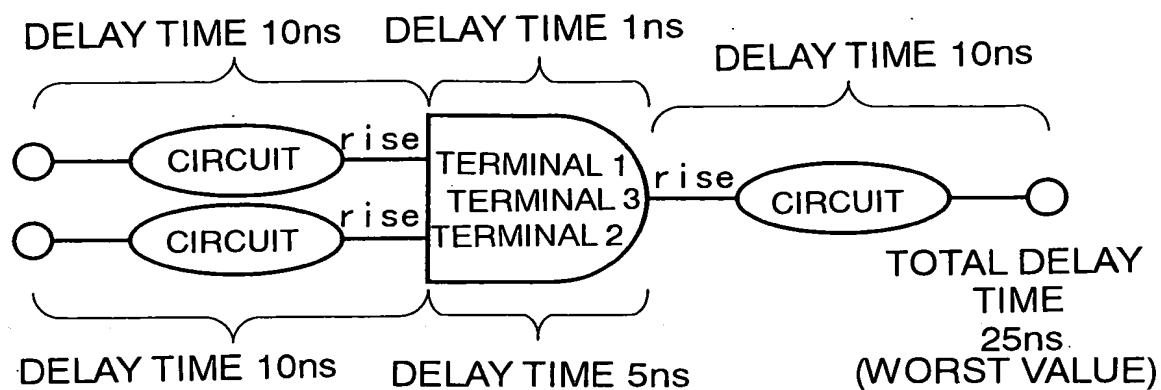 DELAY TIME 10ns
DELAY TIME 1ns
DELAY TIME 10ns
CIRCUIT
rise
TERMINAL 1
rise
CIRCUIT
TERMINAL 3
CIRCUIT
rise
TERMINAL 2
TOTAL DELAY
TIME
25ns
(WORST VALUE)
DELAY TIME 10ns
DELAY TIME 5ns